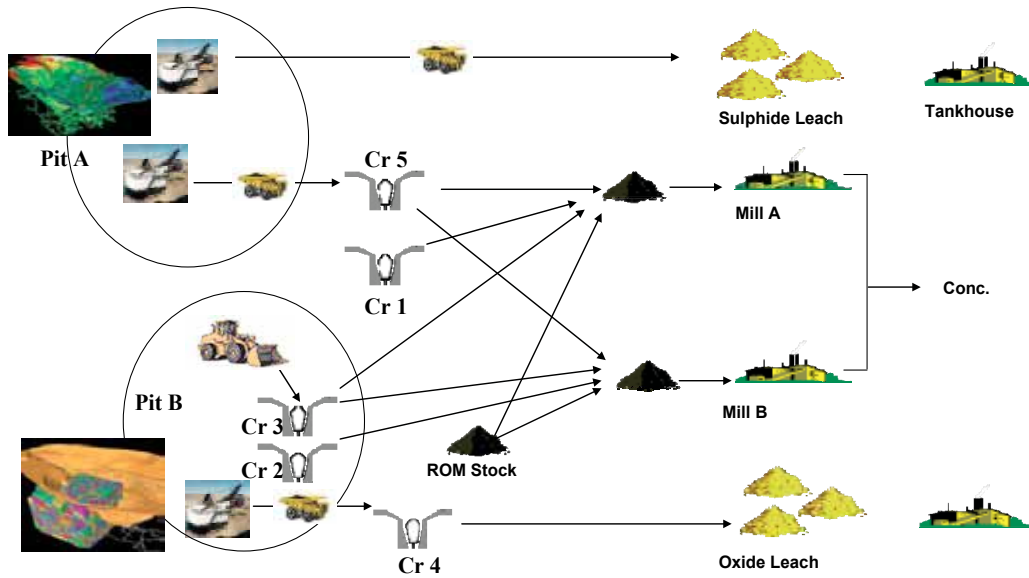 Sulphide Leach
Tankhouse
Pit A
Cr 5
Mill A
Cr 1
Conc.
Pit B
Cr 3
Mill B
Cr 2
ROM Stock
Cr 4
Oxide Leach